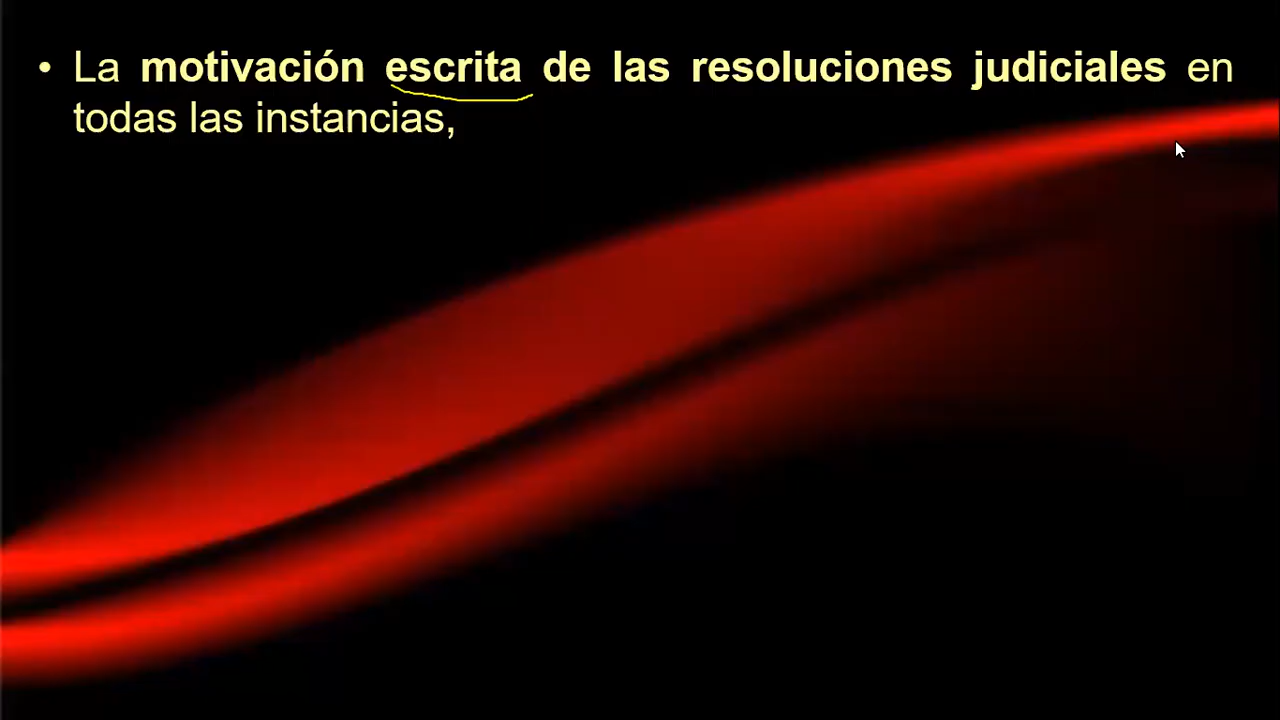 • La motivación escrita de las resoluciones judiciales en
todas las instancias,